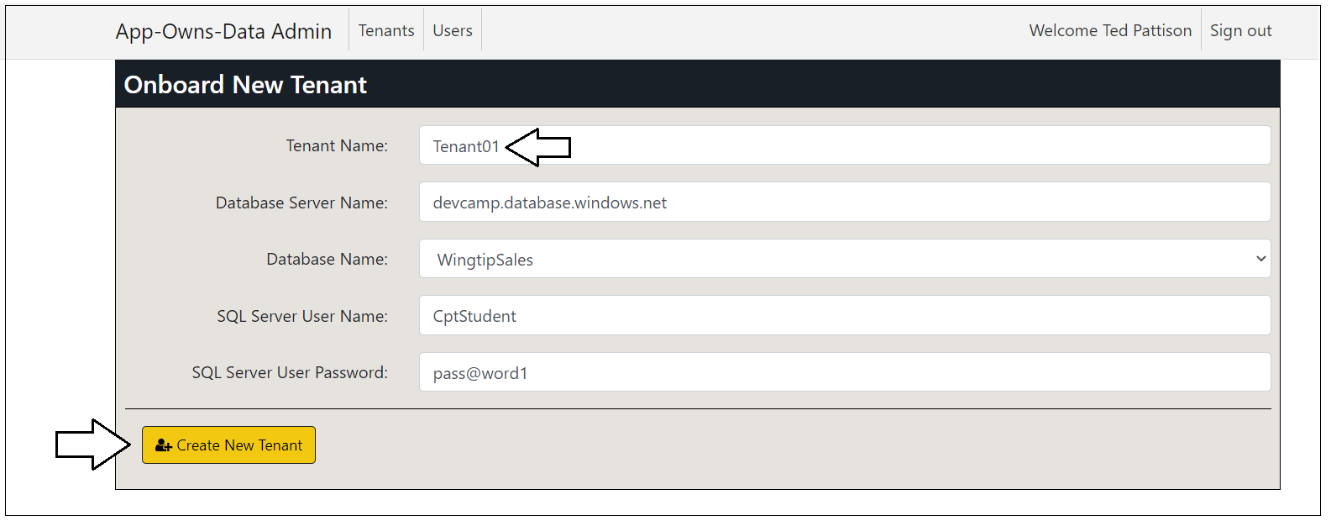 App-Owns-Data Admin Tenants Users Welcome Ted Pattison Sign out
Onboard New Tenant
Tenant Name: Tenant01
Database Server Name: devcamp.database.windows.net
Database Name: WingtipSales
SQL Server User Name: CptStudent
SQL Server User Password: pass@word1
Create New Tenant